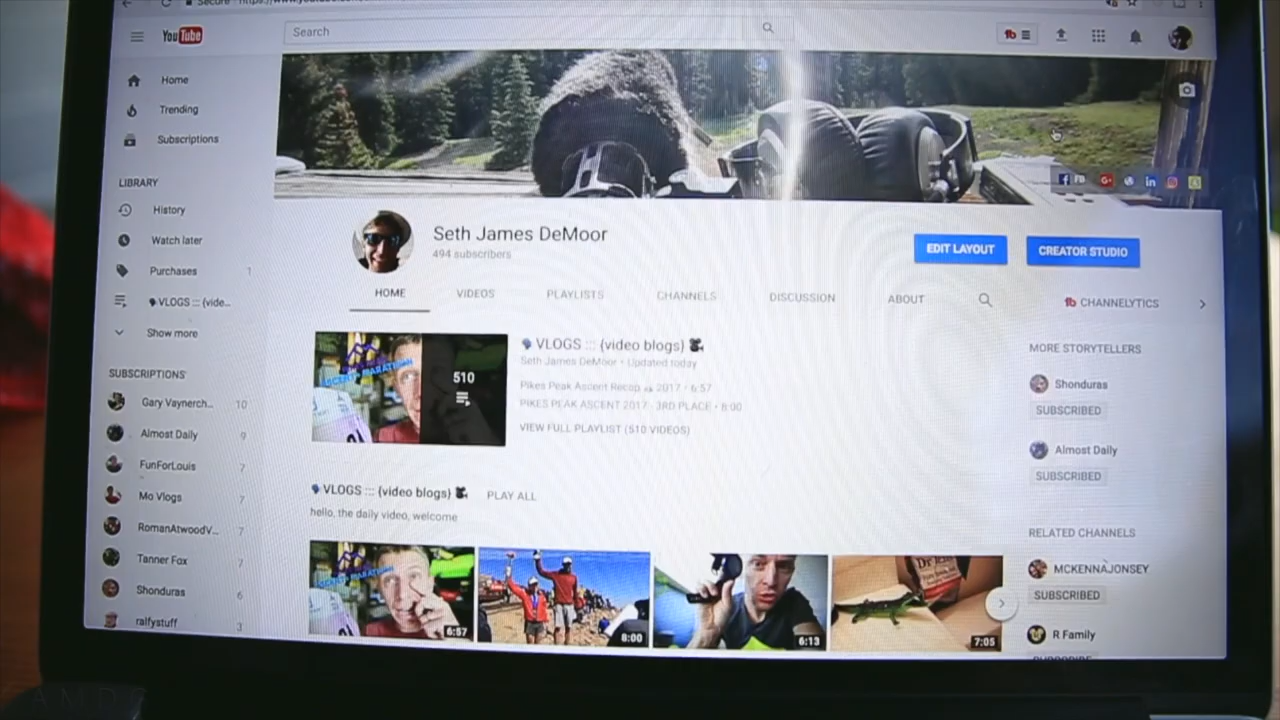 Secure
YouTube
Search
Home
Trending
Subscriptions
LIBRARY
History
Watch later
Purchases 1
VLOGS ::: {vide...
Show more
SUBSCRIPTIONS
Gary Vaynerch... 10
Almost Daily 9
FunForLouis 7
Mo Vlogs 7
RomanAtwoodV... 7
Tanner Fox 7
Shonduras 6
ralfystuff 3
Seth James DeMoor
494 subscribers
EDIT LAYOUT
CREATOR STUDIO
HOME
VIDEOS
PLAYLISTS
CHANNELS
DISCUSSION
ABOUT
CHANNELYTICS
510
VLOGS ::: {video blogs}
Seth James DeMoor • Updated today
Pikes Peak Ascent Recap 2017 • 6:57
PIKES PEAK ASCENT 2017 - 3RD PLACE • 8:00
VIEW FULL PLAYLIST (510 VIDEOS)
VLOGS ::: {video blogs}
PLAY ALL
hello, the daily video, welcome
6:57
8:00
6:13
7:05
MORE STORYTELLERS
Shonduras
SUBSCRIBED
Almost Daily
SUBSCRIBED
RELATED CHANNELS
MCKENNAJONSEY
SUBSCRIBED
R Family
SUBSCRIBE